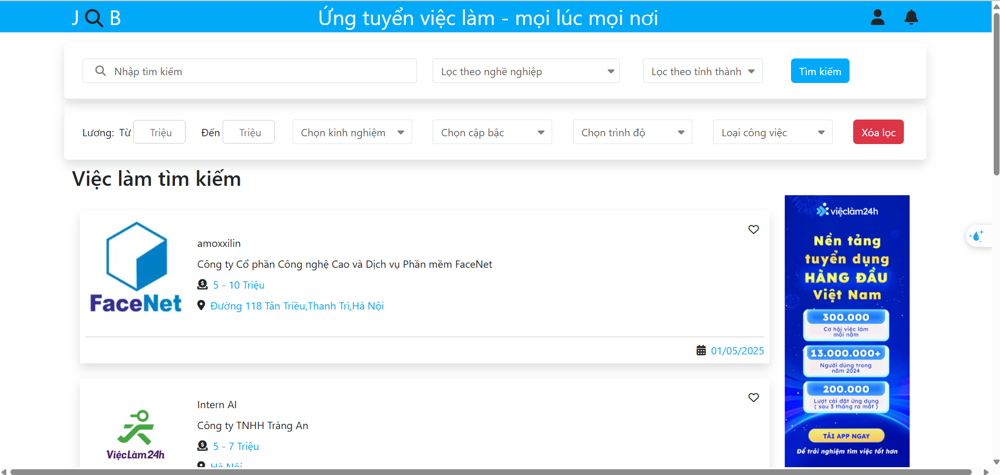 J B
Ứng tuyển việc làm - mọi lúc mọi nơi
Nhập tìm kiếm
Lọc theo nghề nghiệp
Lọc theo tỉnh thành
Tìm kiếm
Lương: Từ Triệu Đến Triệu
Chọn kinh nghiệm
Chọn cấp bậc
Chọn trình độ
Loại công việc
Xóa lọc
Việc làm tìm kiếm
FaceNet
amoxxilin
Công ty Cổ phần Công nghệ Cao và Dịch vụ Phần mềm FaceNet
5 - 10 Triệu
Đường 118 Tân Triều,Thanh Trì,Hà Nội
01/05/2025
ViệcLàm24h
Intern AI
Công ty TNHH Tràng An
5 - 7 Triệu
Hà Nội
việclàm24h
Nền tảng
tuyển dụng
HÀNG ĐẦU
Việt Nam
300.000
Cơ hội việc làm
mỗi năm
13.000.000+
Người dùng trong
năm 2024
200.000
Lượt cài đặt ứng dụng
( sau 3 tháng ra mắt )
TẢI APP NGAY
Để trải nghiệm tìm việc tốt hơn